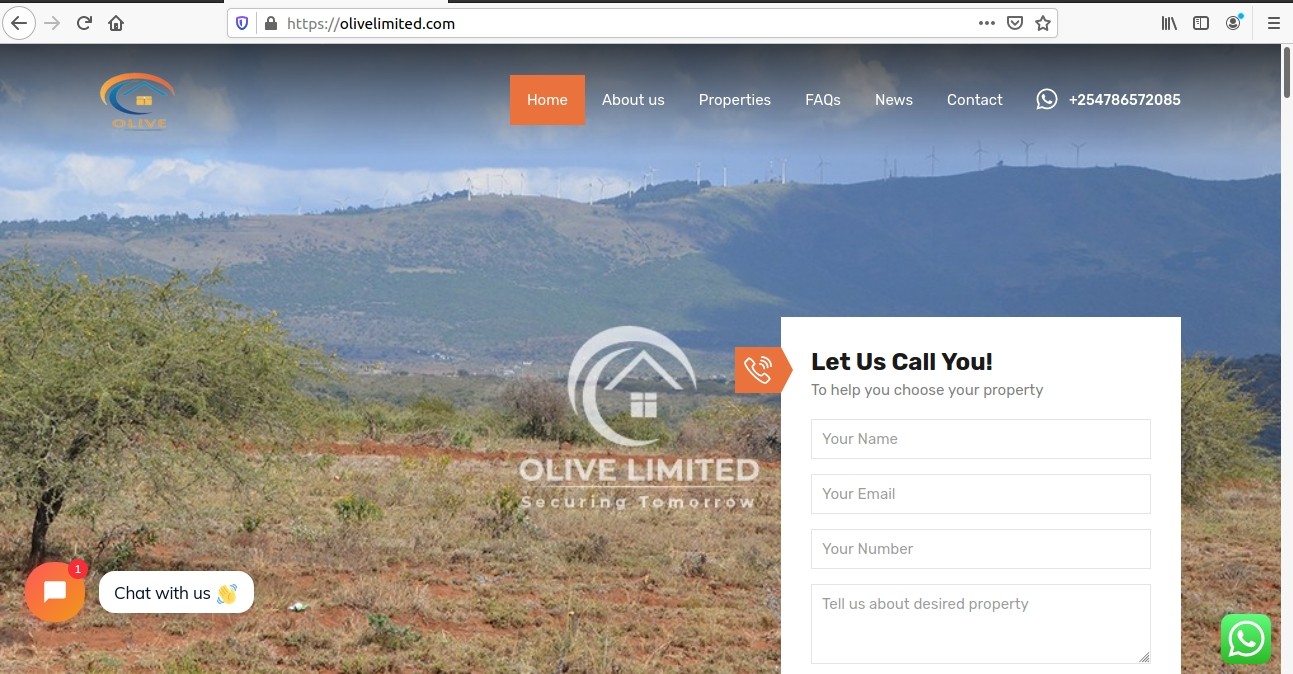 https://olivelimited.com
OLIVE
Home
About us
Properties
FAQs
News
Contact
+254786572085
OLIVE LIMITED
Securing Tomorrow
Let Us Call You!
To help you choose your property
Your Name
Your Email
Your Number
Tell us about desired property
1
Chat with us 👋